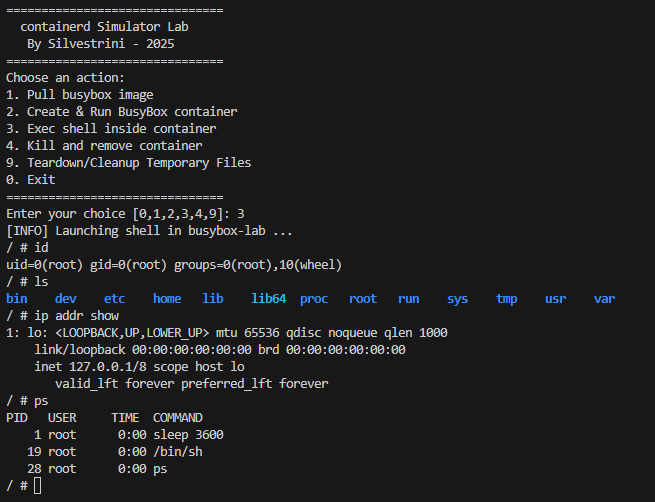 ===============================
  containerd Simulator Lab
   By Silvestrini - 2025
===============================
Choose an action:
1. Pull busybox image
2. Create & Run BusyBox container
3. Exec shell inside container
4. Kill and remove container
9. Teardown/Cleanup Temporary Files
0. Exit
===============================
Enter your choice [0,1,2,3,4,9]: 3
[INFO] Launching shell in busybox-lab ...
/ # id
uid=0(root) gid=0(root) groups=0(root),10(wheel)
/ # ls
bin    dev    etc    home   lib    lib64  proc   root   run    sys    tmp    usr    var
/ # ip addr show
1: lo: <LOOPBACK,UP,LOWER_UP> mtu 65536 qdisc noqueue qlen 1000
    link/loopback 00:00:00:00:00:00 brd 00:00:00:00:00:00
    inet 127.0.0.1/8 scope host lo
       valid_lft forever preferred_lft forever
/ # ps
PID   USER     TIME  COMMAND
    1 root      0:00 sleep 3600
   19 root      0:00 /bin/sh
   28 root      0:00 ps
/ #